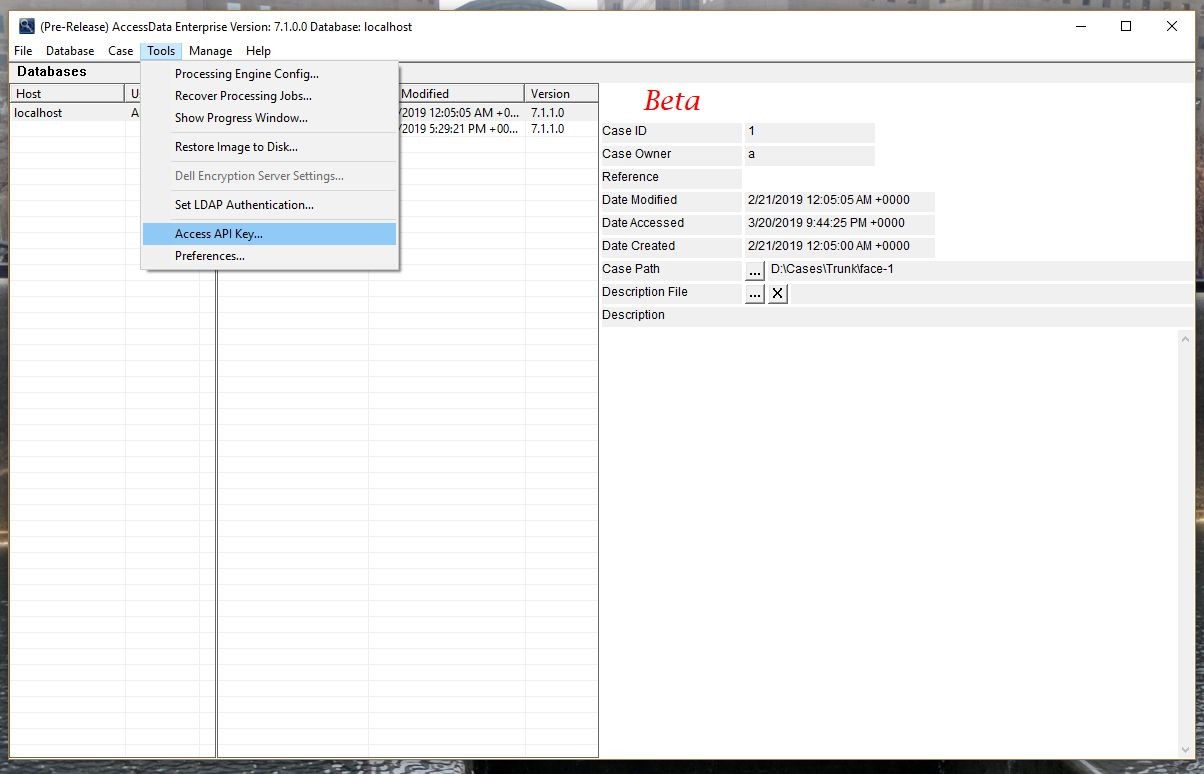 (Pre-Release) AccessData Enterprise Version: 7.1.0.0 Database: localhost
File Database Case Tools Manage Help
Databases
Host U Modified Version
localhost A /2019 12:05:05 AM +0... 7.1.1.0
/2019 5:29:21 PM +00... 7.1.1.0
Processing Engine Config...
Recover Processing Jobs...
Show Progress Window...
Restore Image to Disk...
Dell Encryption Server Settings...
Set LDAP Authentication...
Access API Key...
Preferences...
Beta
Case ID 1
Case Owner a
Reference
Date Modified 2/21/2019 12:05:05 AM +0000
Date Accessed 3/20/2019 9:44:25 PM +0000
Date Created 2/21/2019 12:05:00 AM +0000
Case Path ... D:\Cases\Trunk\face-1
Description File ... X
Description